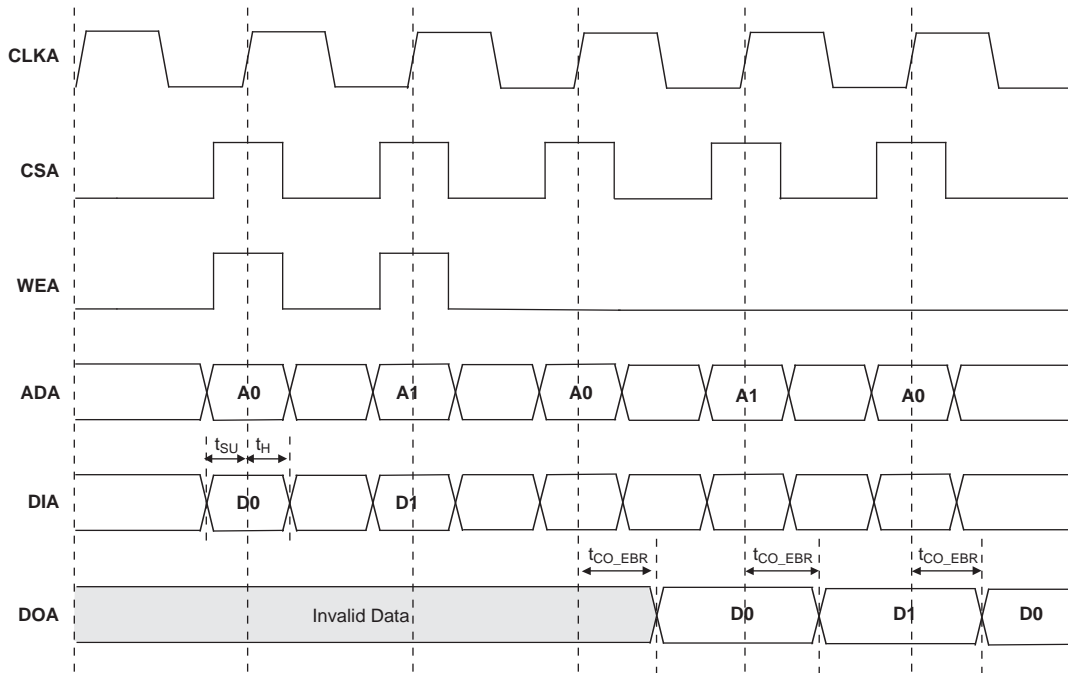 CLKA
CSA
WEA
ADA A0 A1 A0 A1 A0
tSU tH
DIA D0 D1
tCO_EBR tCO_EBR tCO_EBR
DOA Invalid Data D0 D1 D0